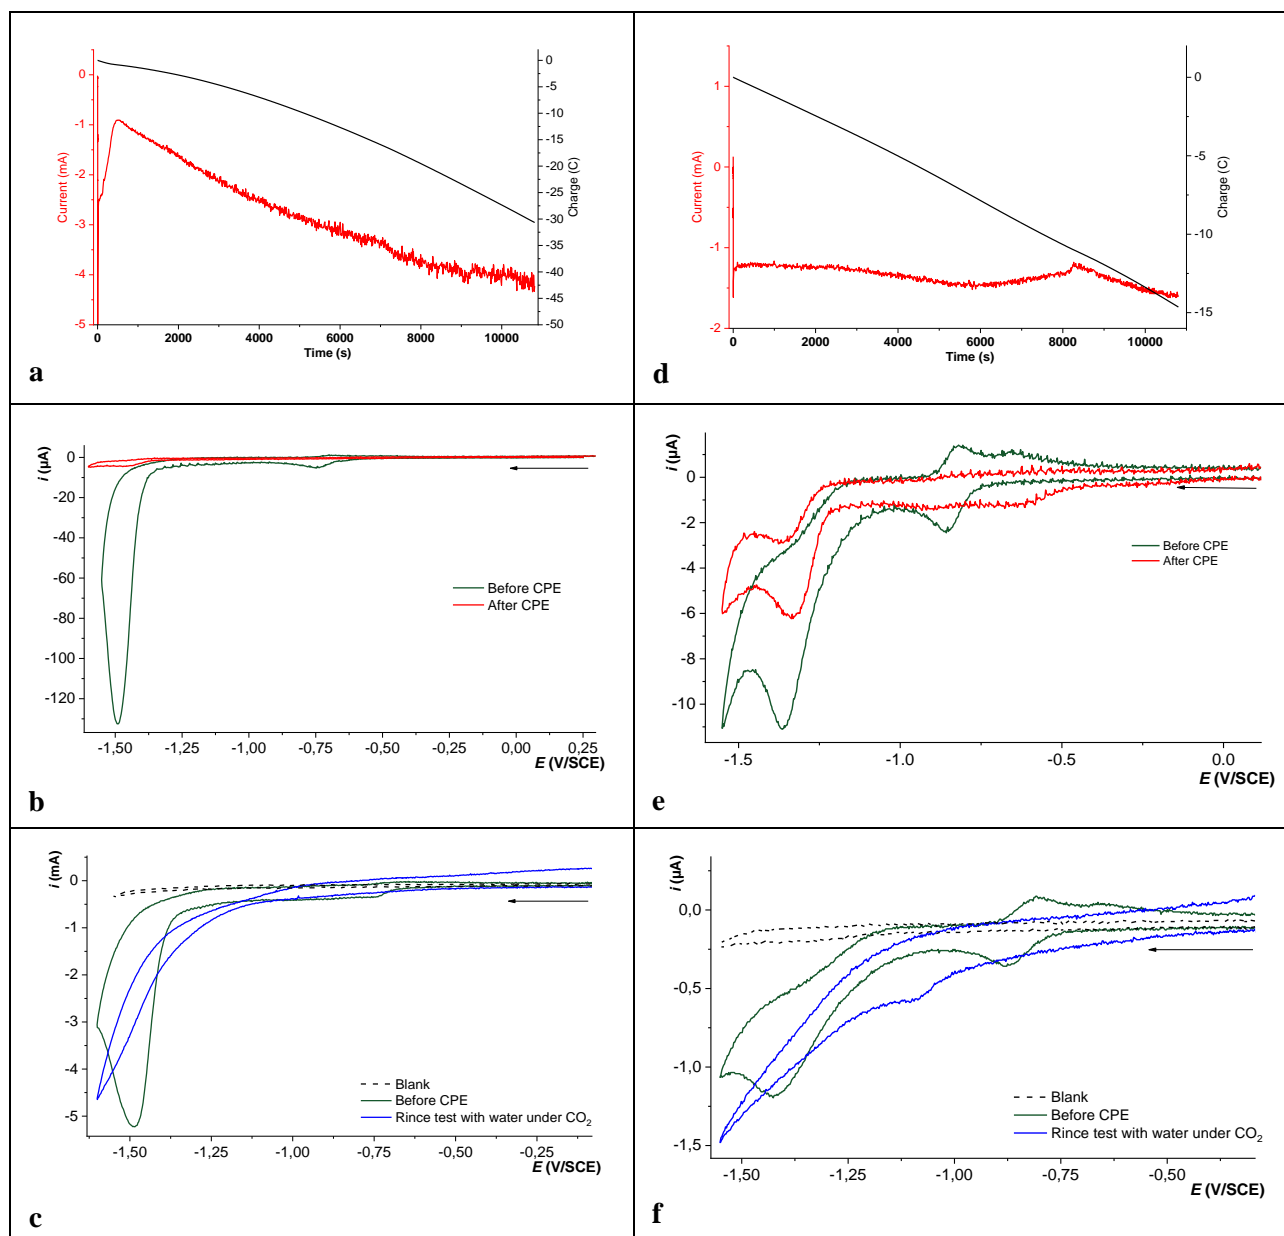 0
-1
-2
-3
-4
-5
Current (mA)
0
-5
-10
-15
-20
-25
-30
-35
-40
-45
-50
Charge (C)
0
2000
4000
6000
8000
10000
Time (s)
a
1
0
-1
-2
Current (mA)
0
-5
-10
-15
Charge (C)
0
2000
4000
6000
8000
10000
Time (s)
d
i (µA)
0
-20
-40
-60
-80
-100
-120
Before CPE
After CPE
-1,50
-1,25
-1,00
-0,75
-0,50
-0,25
0,00
0,25
E (V/SCE)
b
i (µA)
0
-2
-4
-6
-8
-10
Before CPE
After CPE
-1.5
-1.0
-0.5
0.0
E (V/SCE)
e
i (mA)
0
-1
-2
-3
-4
-5
Blank
Before CPE
Rince test with water under CO₂
-1,50
-1,25
-1,00
-0,75
-0,50
-0,25
E (V/SCE)
c
i (µA)
0,0
-0,5
-1,0
-1,5
Blank
Before CPE
Rince test with water under CO₂
-1,50
-1,25
-1,00
-0,75
-0,50
E (V/SCE)
f